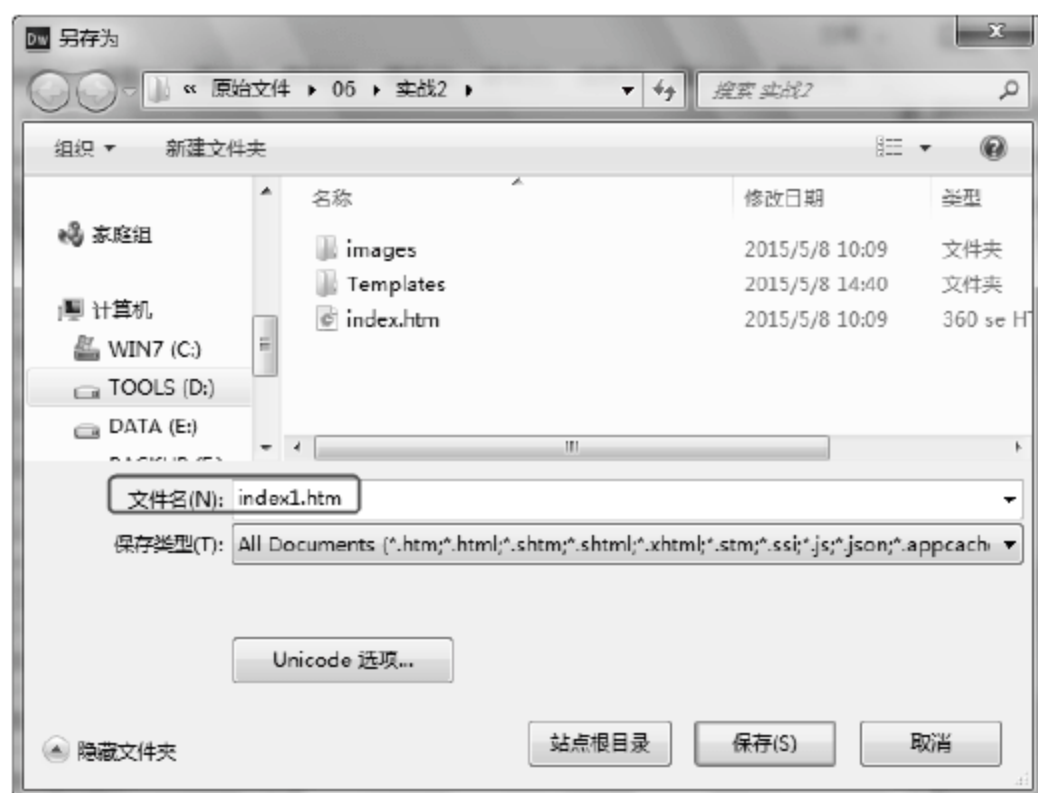 Dw 另存为
« 原始文件 ▸ 06 ▸ 实战2 ▸ 搜索 实战2
组织 ▼ 新建文件夹
名称 修改日期 类型
家庭组
images 2015/5/8 10:09 文件夹
Templates 2015/5/8 14:40 文件夹
计算机
index.htm 2015/5/8 10:09 360 se
WIN7 (C:)
TOOLS (D:)
DATA (E:)
文件名(N): index1.htm
保存类型(T): All Documents (*.htm;*.html;*.shtm;*.shtml;*.xhtml;*.stm;*.ssi;*.js;*.json;*.appcach
Unicode 选项...
隐藏文件夹
站点根目录 保存(S) 取消